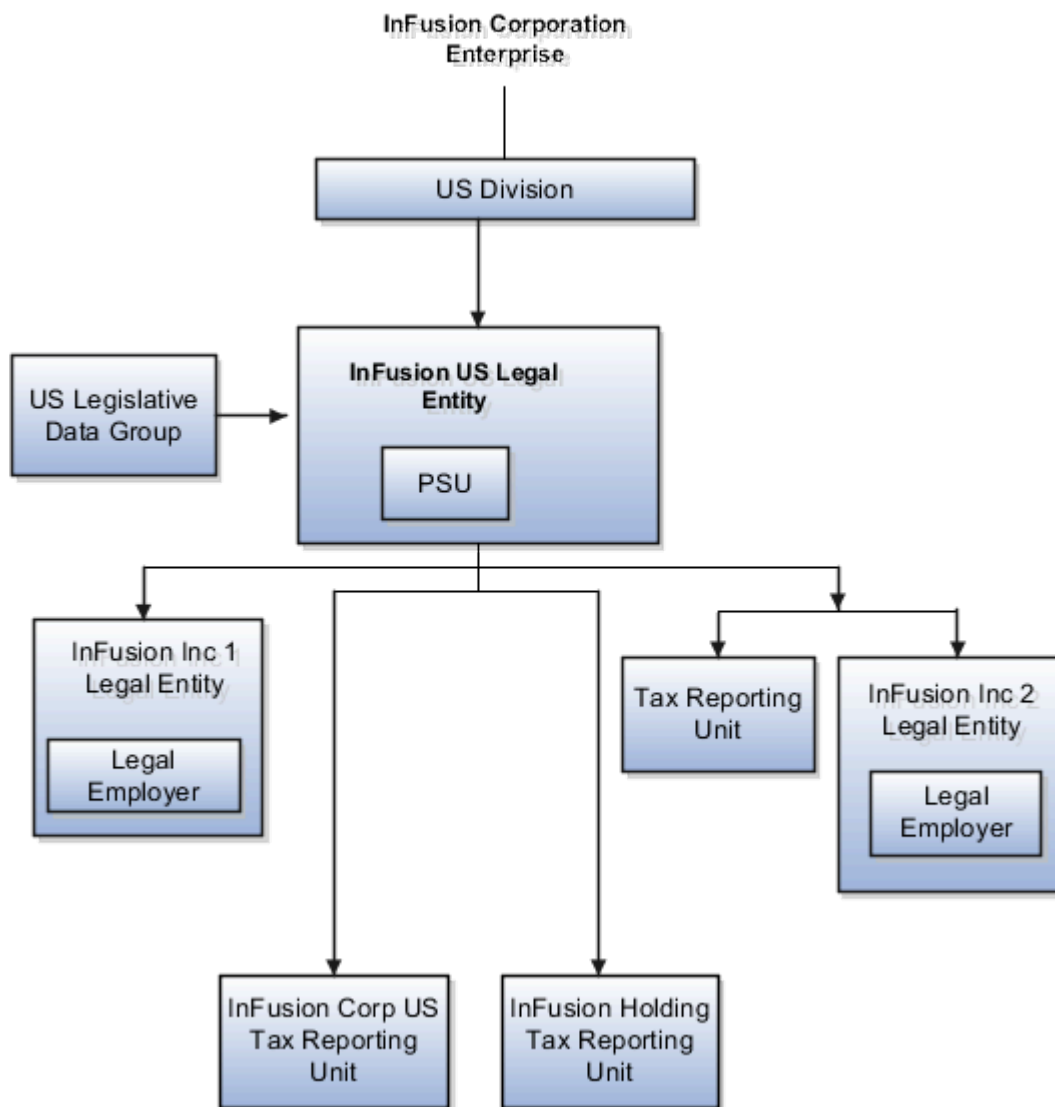 InFusion Corporation
Enterprise
US Division
InFusion US Legal
Entity
US Legislative
Data Group
PSU
InFusion Inc 1
Legal Entity
Legal
Employer
Tax Reporting
Unit
InFusion Inc 2
Legal Entity
Legal
Employer
InFusion Corp US
Tax Reporting
Unit
InFusion Holding
Tax Reporting
Unit